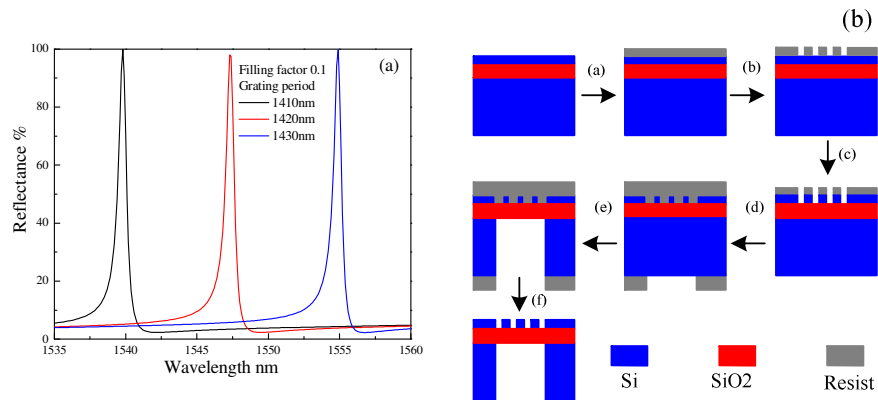 (a)
Filling factor 0.1
Grating period
1410nm
1420nm
1430nm
Reflectance %
100
80
60
40
20
0
1535
1540
1545
1550
1555
1560
Wavelength nm
(b)
(a)
(b)
(c)
(d)
(e)
(f)
Si
SiO2
Resist